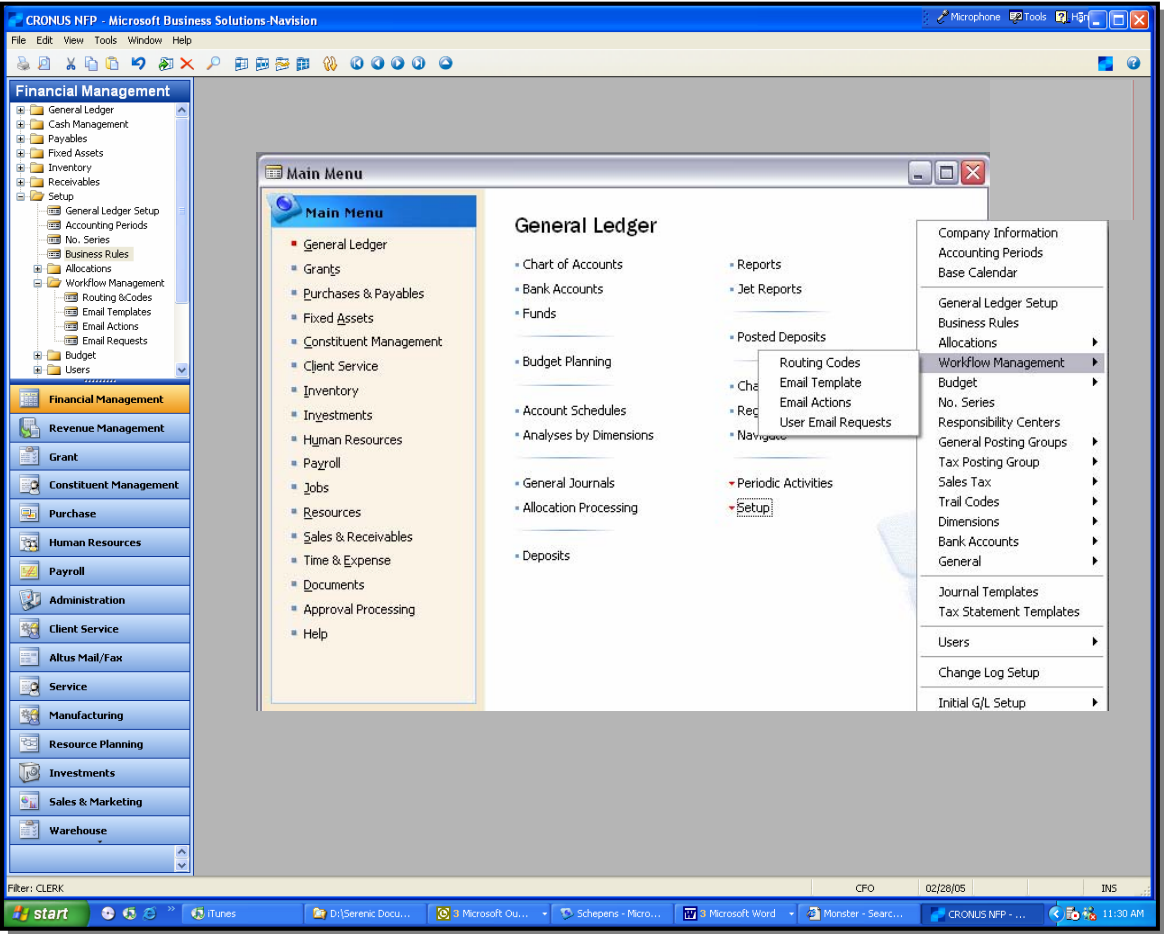 CRONUS NFP - Microsoft Business Solutions-Navision
Microphone Tools
File Edit View Tools Window Help
Financial Management
General Ledger
Cash Management
Payables
Fixed Assets
Inventory
Receivables
Setup
General Ledger Setup
Accounting Periods
No. Series
Business Rules
Allocations
Workflow Management
Routing &Codes
Email Templates
Email Actions
Email Requests
Budget
Users
Financial Management
Revenue Management
Grant
Constituent Management
Purchase
Human Resources
Payroll
Administration
Client Service
Altus Mail/Fax
Service
Manufacturing
Resource Planning
Investments
Sales & Marketing
Warehouse
Main Menu
Main Menu
General Ledger
Grants
Purchases & Payables
Fixed Assets
Constituent Management
Client Service
Inventory
Investments
Human Resources
Payroll
Jobs
Resources
Sales & Receivables
Time & Expense
Documents
Approval Processing
Help
General Ledger
Chart of Accounts
Bank Accounts
Funds
Budget Planning
Account Schedules
Analyses by Dimensions
General Journals
Allocation Processing
Deposits
Reports
Jet Reports
Posted Deposits
Cha
Reg
Navigate
Periodic Activities
Setup
Routing Codes
Email Template
Email Actions
User Email Requests
Company Information
Accounting Periods
Base Calendar
General Ledger Setup
Business Rules
Allocations
Workflow Management
Budget
No. Series
Responsibility Centers
General Posting Groups
Tax Posting Group
Sales Tax
Trail Codes
Dimensions
Bank Accounts
General
Journal Templates
Tax Statement Templates
Users
Change Log Setup
Initial G/L Setup
Filter: CLERK CFO 02/28/05 INS
start iTunes D:\Serenic Docu... 3 Microsoft Ou... Schepens - Micro... 3 Microsoft Word Monster - Searc... CRONUS NFP - ... 11:30 AM